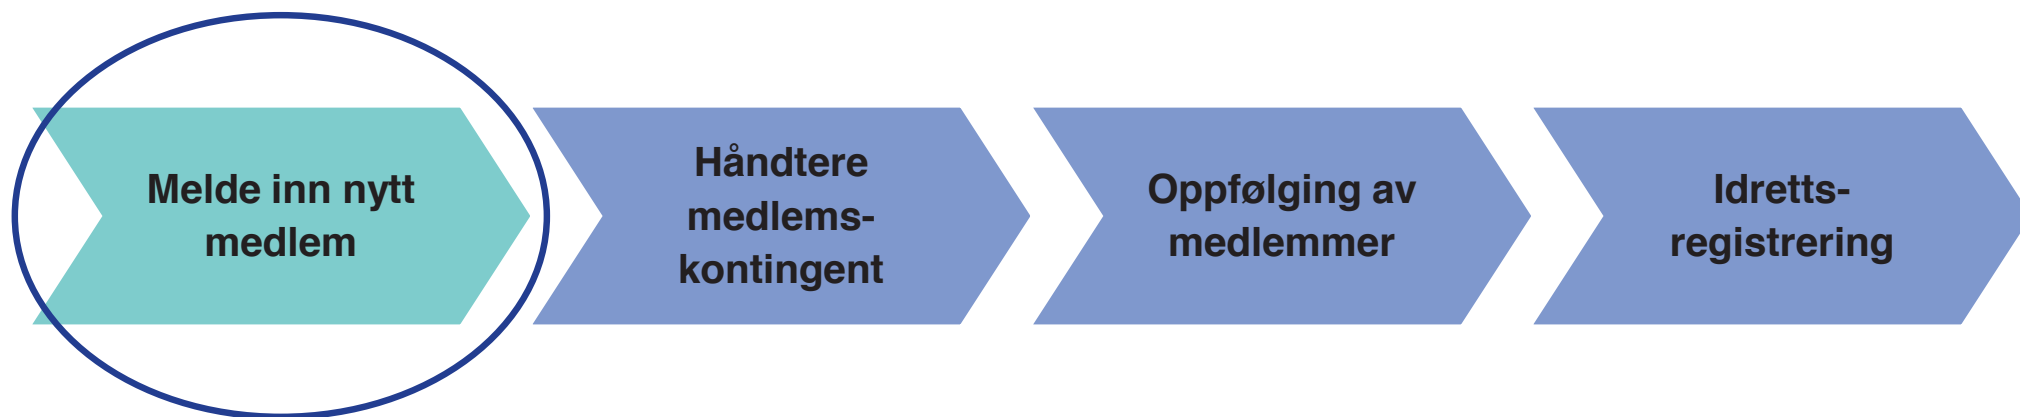 Melde inn nytt
medlem
Håndtere
medlems-
kontingent
Oppfølging av
medlemmer
Idretts-
registrering